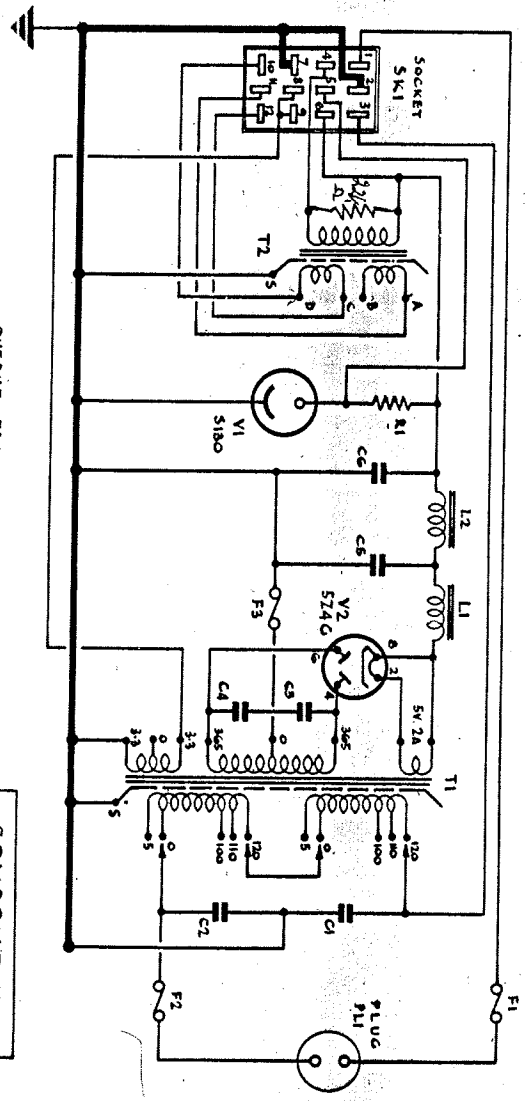 SOCKET
SK1
1
2
3
4
5
6
7
8
9
10
11
12
T2
S
D
C
B
A
R1
V1
S130
C6
L2
C5
L1
F3
V2
5Z4G
8
2
6
4
C4
C3
5V. 2A
365
0
365
3.3
0
3.3
T1
S
5
0
100
110
120
5
0
100
110
120
C2
C1
F2
F1
PLUG
PL1